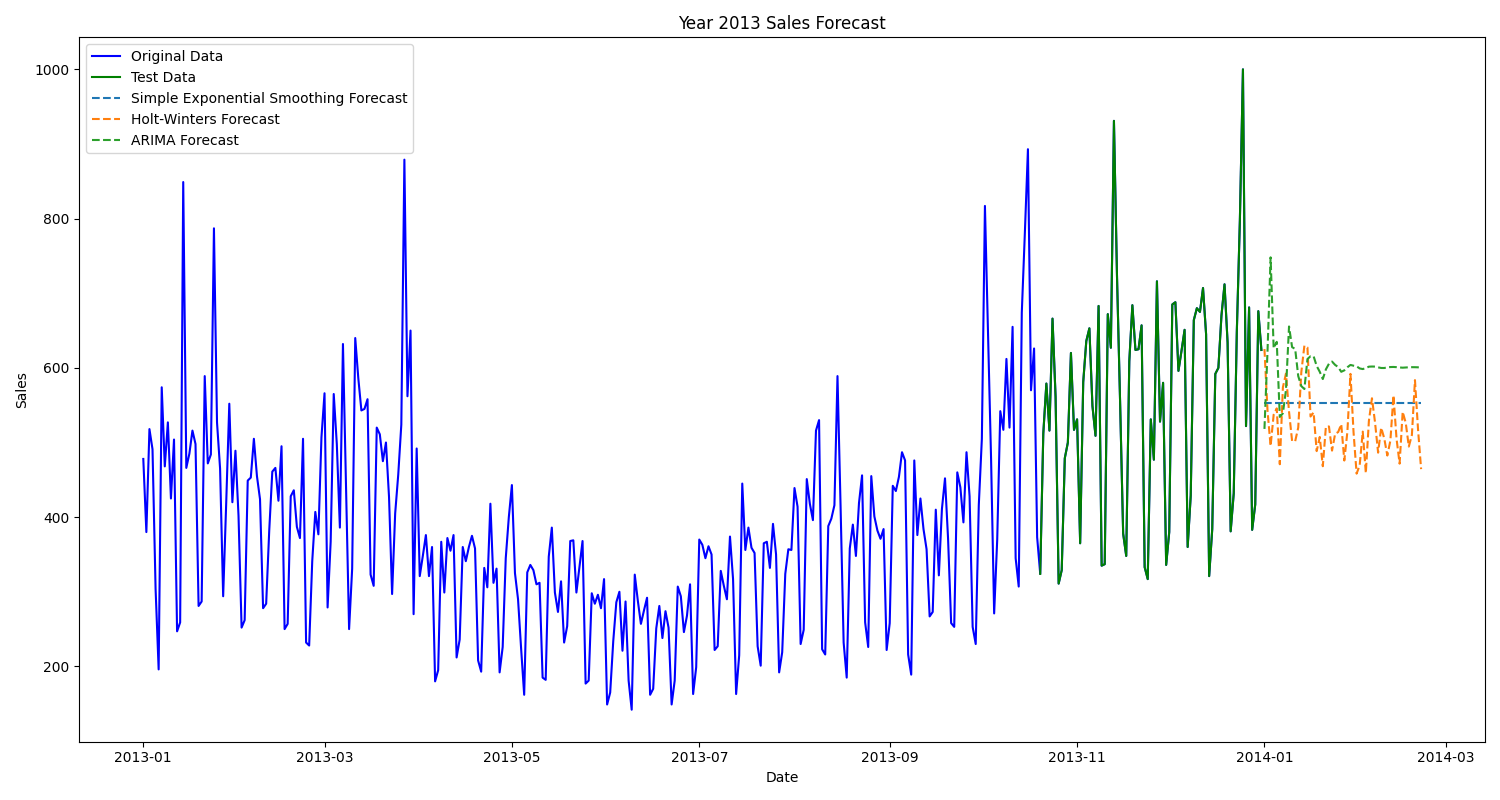 Year 2013 Sales Forecast
Original Data
Test Data
Simple Exponential Smoothing Forecast
Holt-Winters Forecast
ARIMA Forecast
1000
800
600
400
200
Sales
2013-01
2013-03
2013-05
2013-07
2013-09
2013-11
2014-01
2014-03
Date